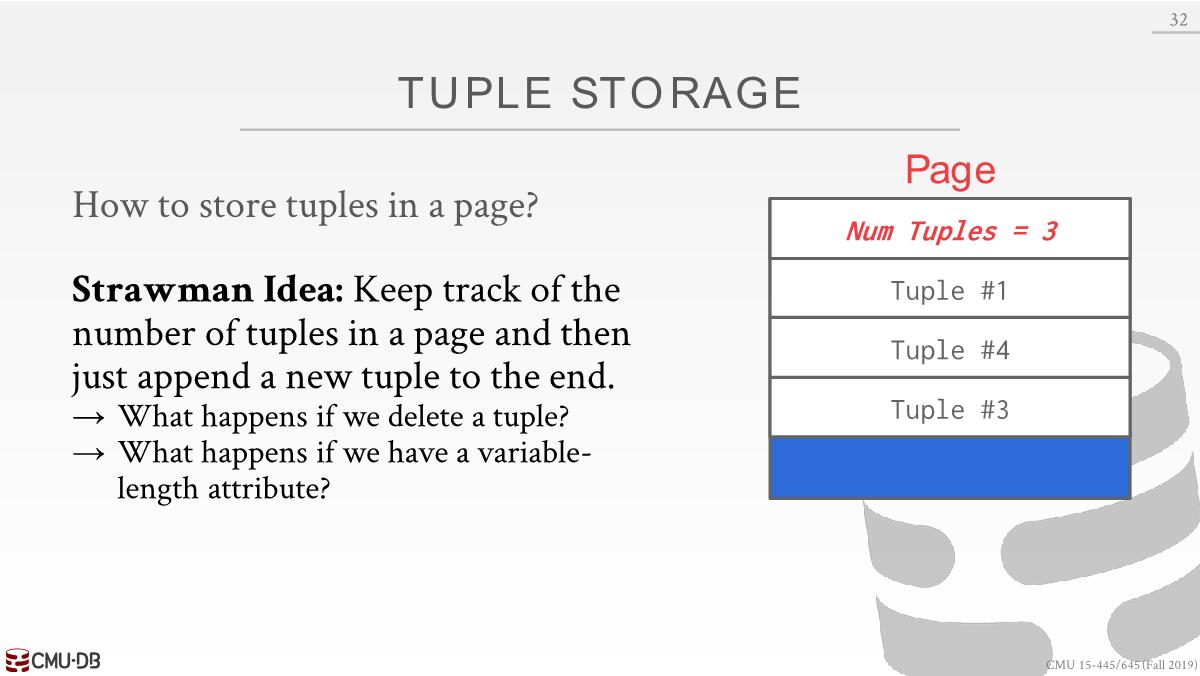 32
TUPLE STORAGE
How to store tuples in a page?
Strawman Idea: Keep track of the
number of tuples in a page and then
just append a new tuple to the end.
→ What happens if we delete a tuple?
→ What happens if we have a variable-
length attribute?
Page
Num Tuples = 3
Tuple #1
Tuple #4
Tuple #3
CMU·DB
CMU 15-445/645 (Fall 2019)